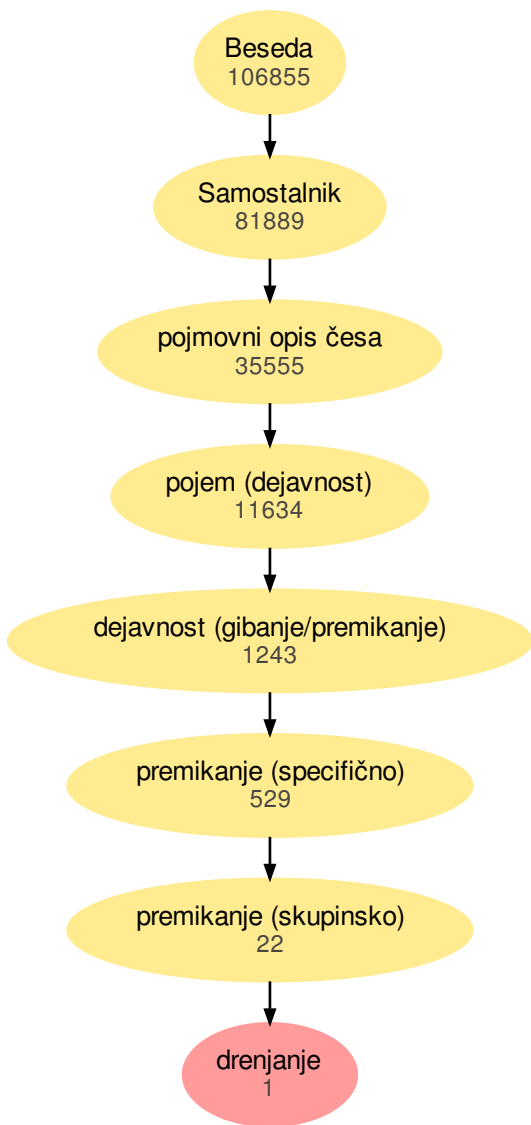 Beseda
106855
Samostalnik
81889
pojmovni opis česa
35555
pojem (dejavnost)
11634
dejavnost (gibanje/premikanje)
1243
premikanje (specifično)
529
premikanje (skupinsko)
22
drenjanje
1